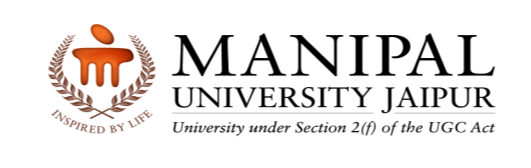 MANIPAL
UNIVERSITY JAIPUR
University under Section 2(f) of the UGC Act
INSPIRED BY LIFE